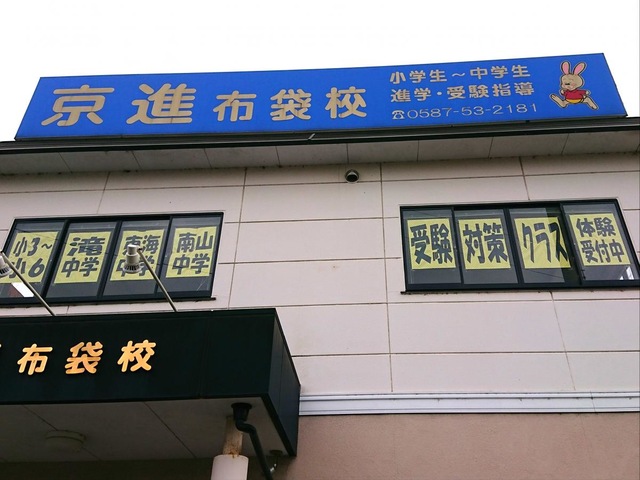 京進 布袋校
小学生～中学生
進学・受験指導
☎0587-53-2181
小3～
小6
滝
中学
東海
中学
南山
中学
受験
対策
クラス
体験
受付中
布袋校